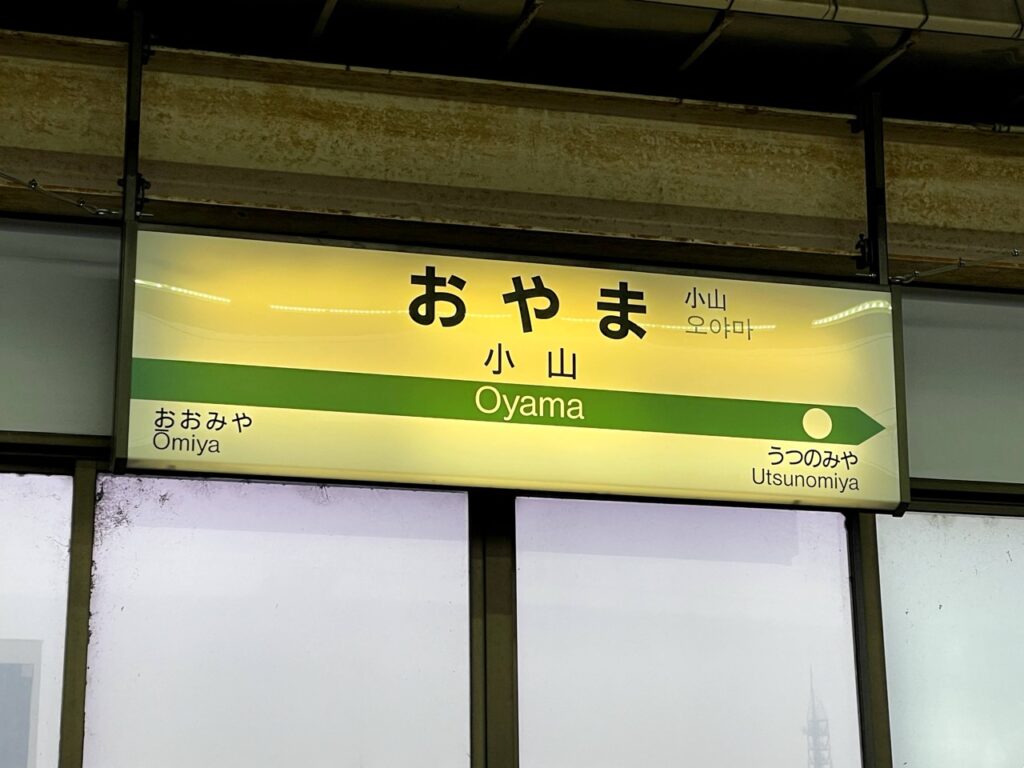 おやま
小山
오야마
小山
Oyama
おおみや
Ōmiya
うつのみや
Utsunomiya